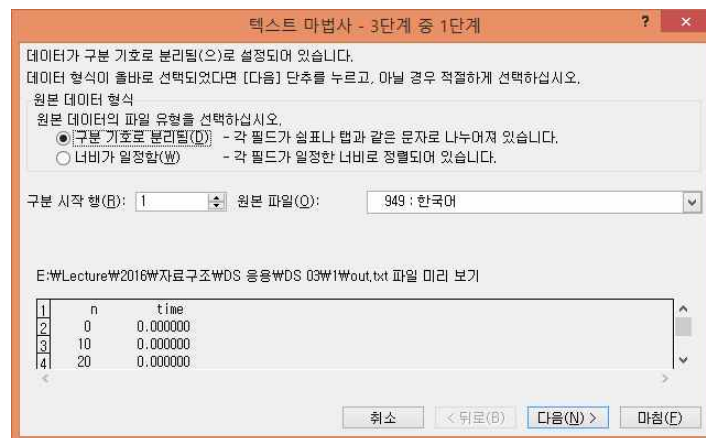 텍스트 마법사 - 3단계 중 1단계 ? ×
데이터가 구분 기호로 분리됨(으)로 설정되어 있습니다.
데이터 형식이 올바로 선택되었다면 [다음] 단추를 누르고, 아닐 경우 적절하게 선택하십시오.
원본 데이터 형식
원본 데이터의 파일 유형을 선택하십시오.
구분 기호로 분리됨(D) - 각 필드가 쉼표나 탭과 같은 문자로 나누어져 있습니다.
너비가 일정함(W) - 각 필드가 일정한 너비로 정렬되어 있습니다.
구분 시작 행(R): 1 원본 파일(O): 949 : 한국어
E:₩Lecture₩2016₩자료구조₩DS 응용₩DS 03₩1₩out.txt 파일 미리 보기
1 n time
2 0 0.000000
3 10 0.000000
4 20 0.000000
취소 < 뒤로(B) 다음(N) > 마침(F)